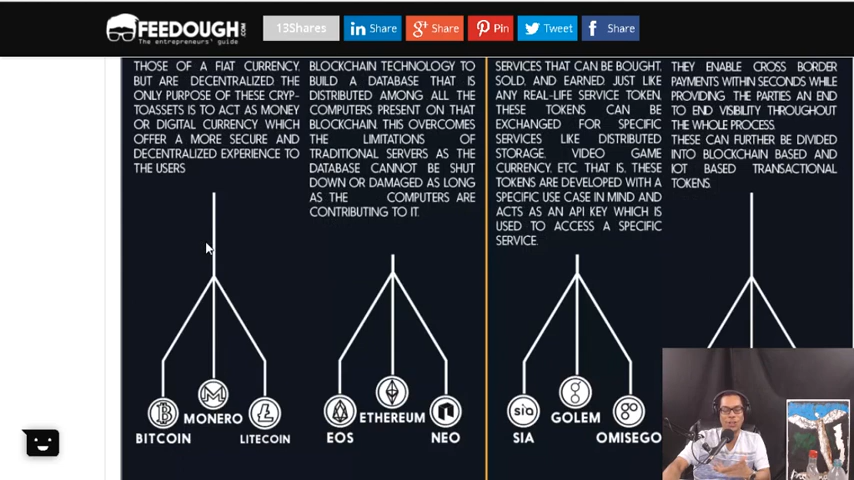 FEEDOUGH
.COM
The entrepreneurs' guide
13Shares
in Share
G+ Share
Pin
Tweet
f Share
THOSE OF A FIAT CURRENCY.
BUT ARE DECENTRALIZED THE
ONLY PURPOSE OF THESE CRYP-
TOASSETS IS TO ACT AS MONEY
OR DIGITAL CURRENCY WHICH
OFFER A MORE SECURE AND
DECENTRALIZED EXPERIENCE TO
THE USERS
BLOCKCHAIN TECHNOLOGY TO
BUILD A DATABASE THAT IS
DISTRIBUTED AMONG ALL THE
COMPUTERS PRESENT ON THAT
BLOCKCHAIN THIS OVERCOMES
THE LIMITATIONS OF
TRADITIONAL SERVERS AS THE
DATABASE CANNOT BE SHUT
DOWN OR DAMAGED AS LONG
AS THE COMPUTERS ARE
CONTRIBUTING TO IT.
SERVICES THAT CAN BE BOUGHT,
SOLD, AND EARNED JUST LIKE
ANY REAL-LIFE SERVICE TOKEN.
THESE TOKENS CAN BE
EXCHANGED FOR SPECIFIC
SERVICES LIKE DISTRIBUTED
STORAGE, VIDEO GAME
CURRENCY, ETC. THAT IS, THESE
TOKENS ARE DEVELOPED WITH A
SPECIFIC USE CASE IN MIND AND
ACTS AS AN API KEY WHICH IS
USED TO ACCESS A SPECIFIC
SERVICE.
THEY ENABLE CROSS BORDER
PAYMENTS WITHIN SECONDS WHILE
PROVIDING THE PARTIES AN END
TO END VISIBILITY THROUGHOUT
THE WHOLE PROCESS.
THESE CAN FURTHER BE DIVIDED
INTO BLOCKCHAIN BASED AND
IOT BASED TRANSACTIONAL
TOKENS.
BITCOIN
MONERO
LITECOIN
EOS
ETHEREUM
NEO
sia
SIA
GOLEM
OMISEGO